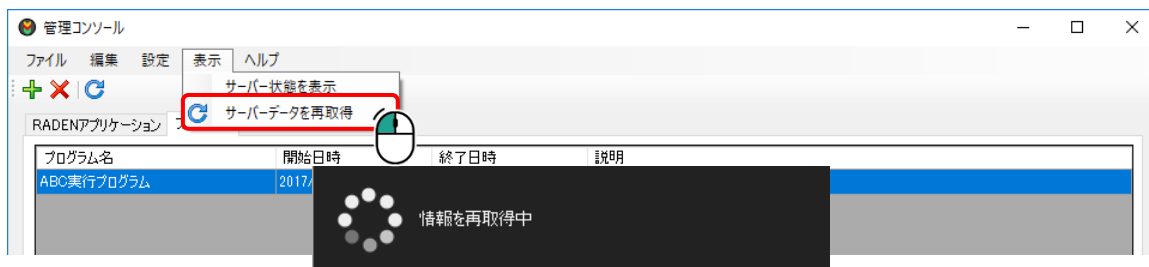 管理コンソール
ファイル 編集 設定 表示 ヘルプ
サーバー状態を表示
サーバーデータを再取得
RADENアプリケーション
プログラム名 開始日時 終了日時 説明
ABC実行プログラム 2017/
情報を再取得中